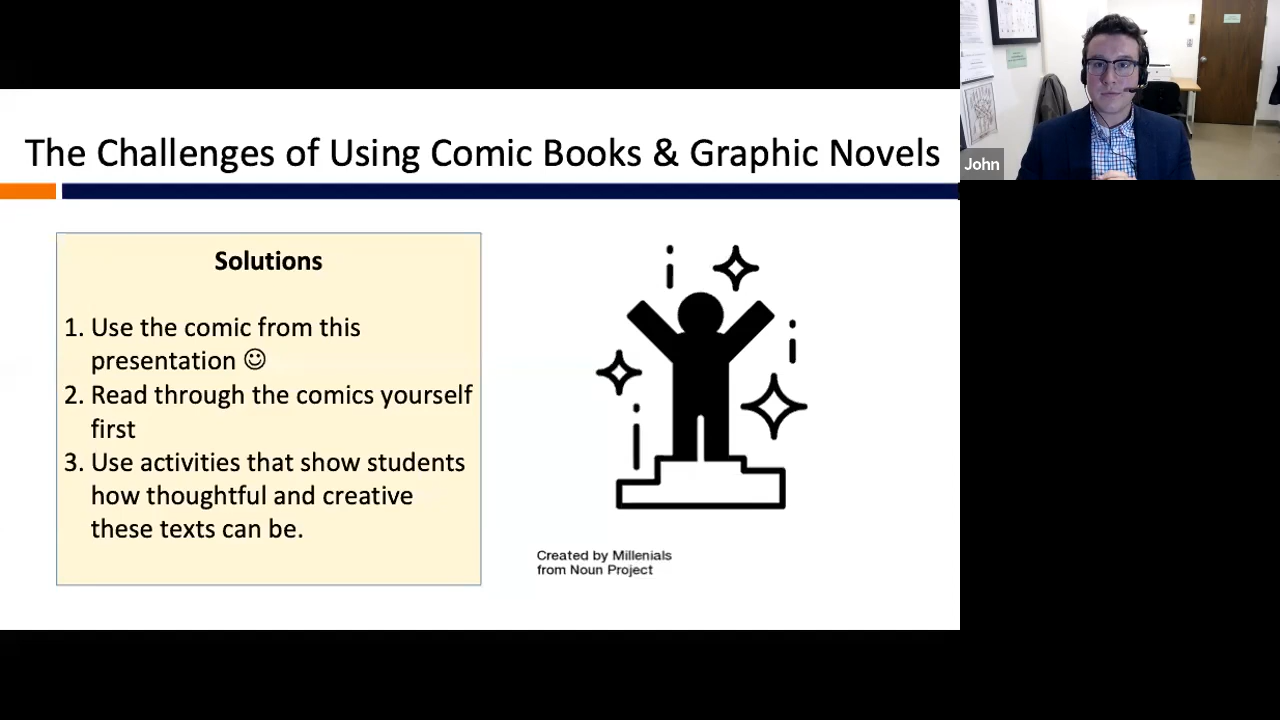 The Challenges of Using Comic Books & Graphic Novels
John
Solutions
1. Use the comic from this
presentation ☺
2. Read through the comics yourself
first
3. Use activities that show students
how thoughtful and creative
these texts can be.
Created by Millenials
from Noun Project